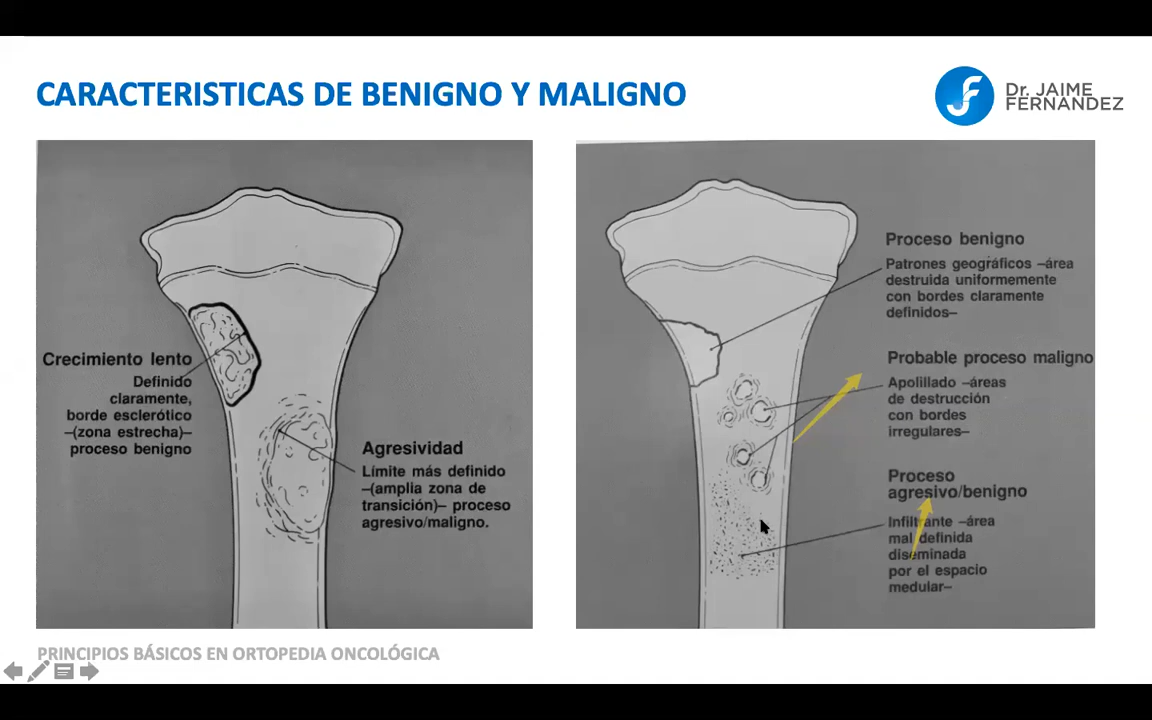 CARACTERISTICAS DE BENIGNO Y MALIGNO
Dr. JAIME
FERNANDEZ
Crecimiento lento
Definido
claramente,
borde esclerótico
–(zona estrecha)–
proceso benigno
Agresividad
Límite más definido
–(amplia zona de
transición)– proceso
agresivo/maligno.
Proceso benigno
Patrones geográficos –área
destruida uniformemente
con bordes claramente
definidos–
Probable proceso maligno
Apolillado –áreas
de destrucción
con bordes
irregulares–
Proceso
agresivo/benigno
Infiltrante –área
mal definida
diseminada
por el espacio
medular–
PRINCIPIOS BÁSICOS EN ORTOPEDIA ONCOLÓGICA